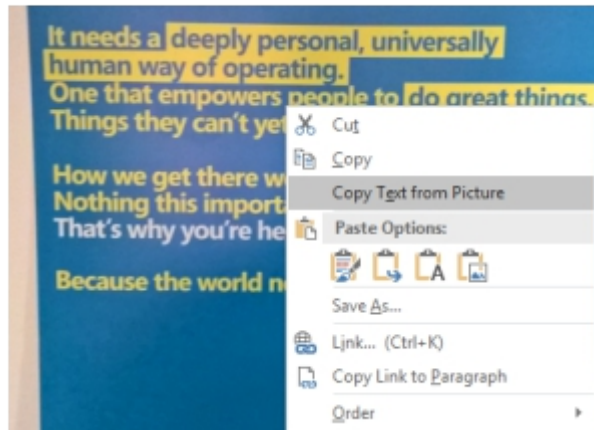 It needs a deeply personal, universally
human way of operating.
One that empowers people to do great things.
Things they can't yet
How we get there
Nothing this
That's why you're
Because the world
Cut
Copy
Copy Text from Picture
Paste Options:
Save As...
Link... (Ctrl+K)
Copy Link to Paragraph
Order